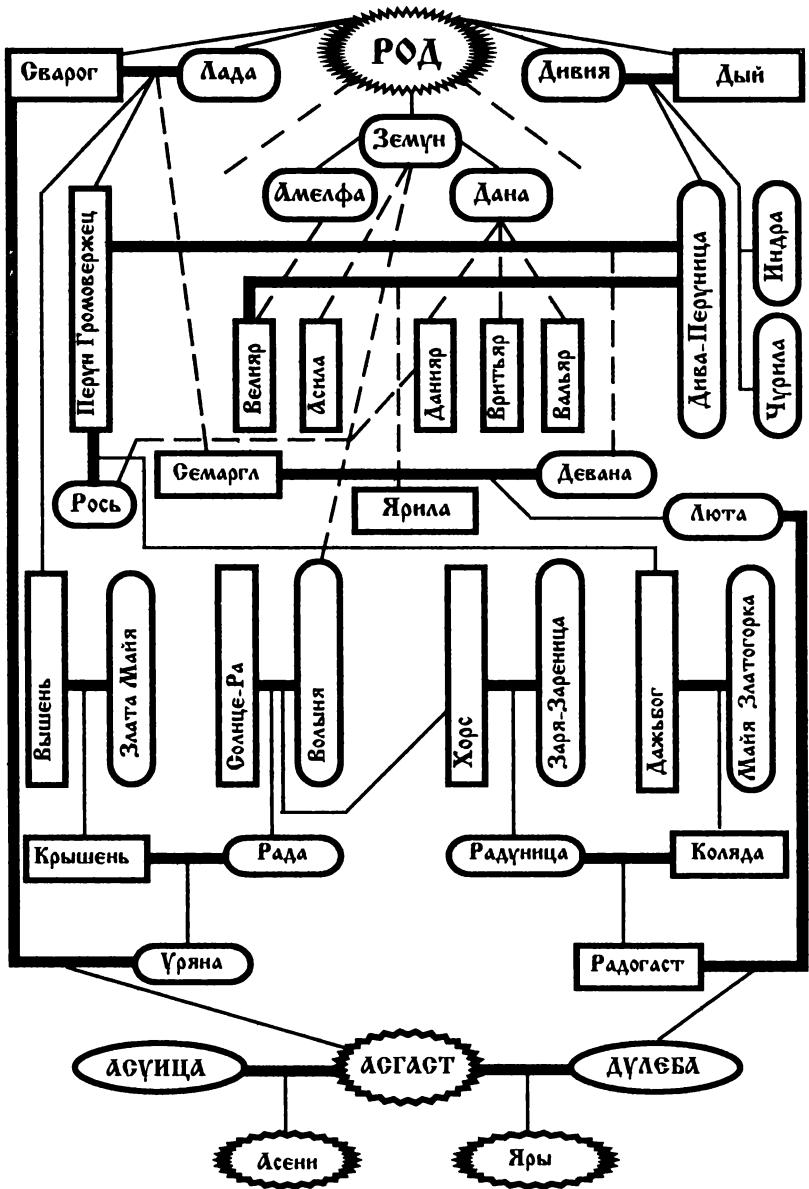 РОД
Сварог
Лада
Дивия
Дый
Земун
Амелфа
Дана
Перун Громовержец
Дива-Перуница
Индра
Чурила
Велияр
Асила
Данияр
Вритьяр
Вальяр
Семаргл
Девана
Рось
Ярила
Люта
Вышень
Злата Майя
Солнце-Ра
Волыня
Хорс
Заря-Зареница
Дажьбог
Майя Златогорка
Крышень
Рада
Радуница
Коляда
Уряна
Радогаст
АСУИЦА
АСГАСТ
ДУЛЕБА
Асени
Яры